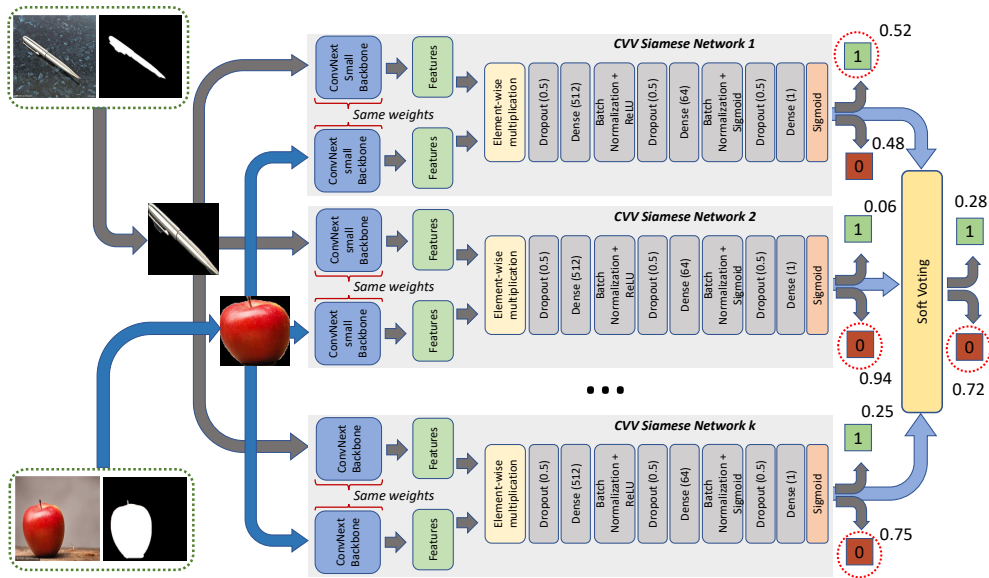 CVV Siamese Network 1
ConvNext
Small
Backbone
Features
Same weights
ConvNext
small
Backbone
Features
Element-wise
multiplication
Dropout (0.5)
Dense (512)
Batch
Normalization +
ReLU
Dropout (0.5)
Dense (64)
Batch
Normalization +
Sigmoid
Dropout (0.5)
Dense (1)
Sigmoid
0.52
1
0.48
0
CVV Siamese Network 2
ConvNext
small
Backbone
Features
Same weights
ConvNext
small
Backbone
Features
Element-wise
multiplication
Dropout (0.5)
Dense (512)
Batch
Normalization +
ReLU
Dropout (0.5)
Dense (64)
Batch
Normalization +
Sigmoid
Dropout (0.5)
Dense (1)
Sigmoid
0.06
1
0
0.94
...
CVV Siamese Network k
ConvNext
Backbone
Features
Same weights
ConvNext
Backbone
Features
Element-wise
multiplication
Dropout (0.5)
Dense (512)
Batch
Normalization +
ReLU
Dropout (0.5)
Dense (64)
Batch
Normalization +
Sigmoid
Dropout (0.5)
Dense (1)
Sigmoid
0.25
1
0.75
0
Soft Voting
0.28
1
0
0.72